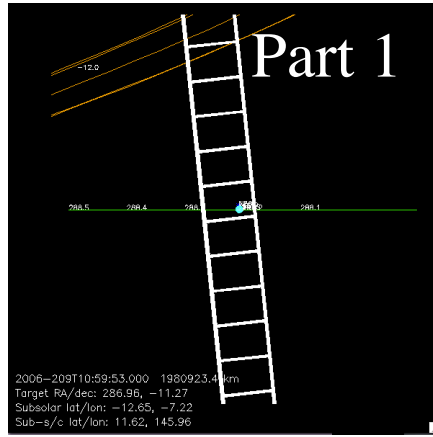 Part 1
-12.0
288.5 288.4 288.1
2006-209T10:59:53.000 1980923.4 km
Target RA/dec: 286.96, -11.27
Subsolar lat/lon: -12.65, -7.22
Sub-s/c lat/lon: 11.62, 145.96